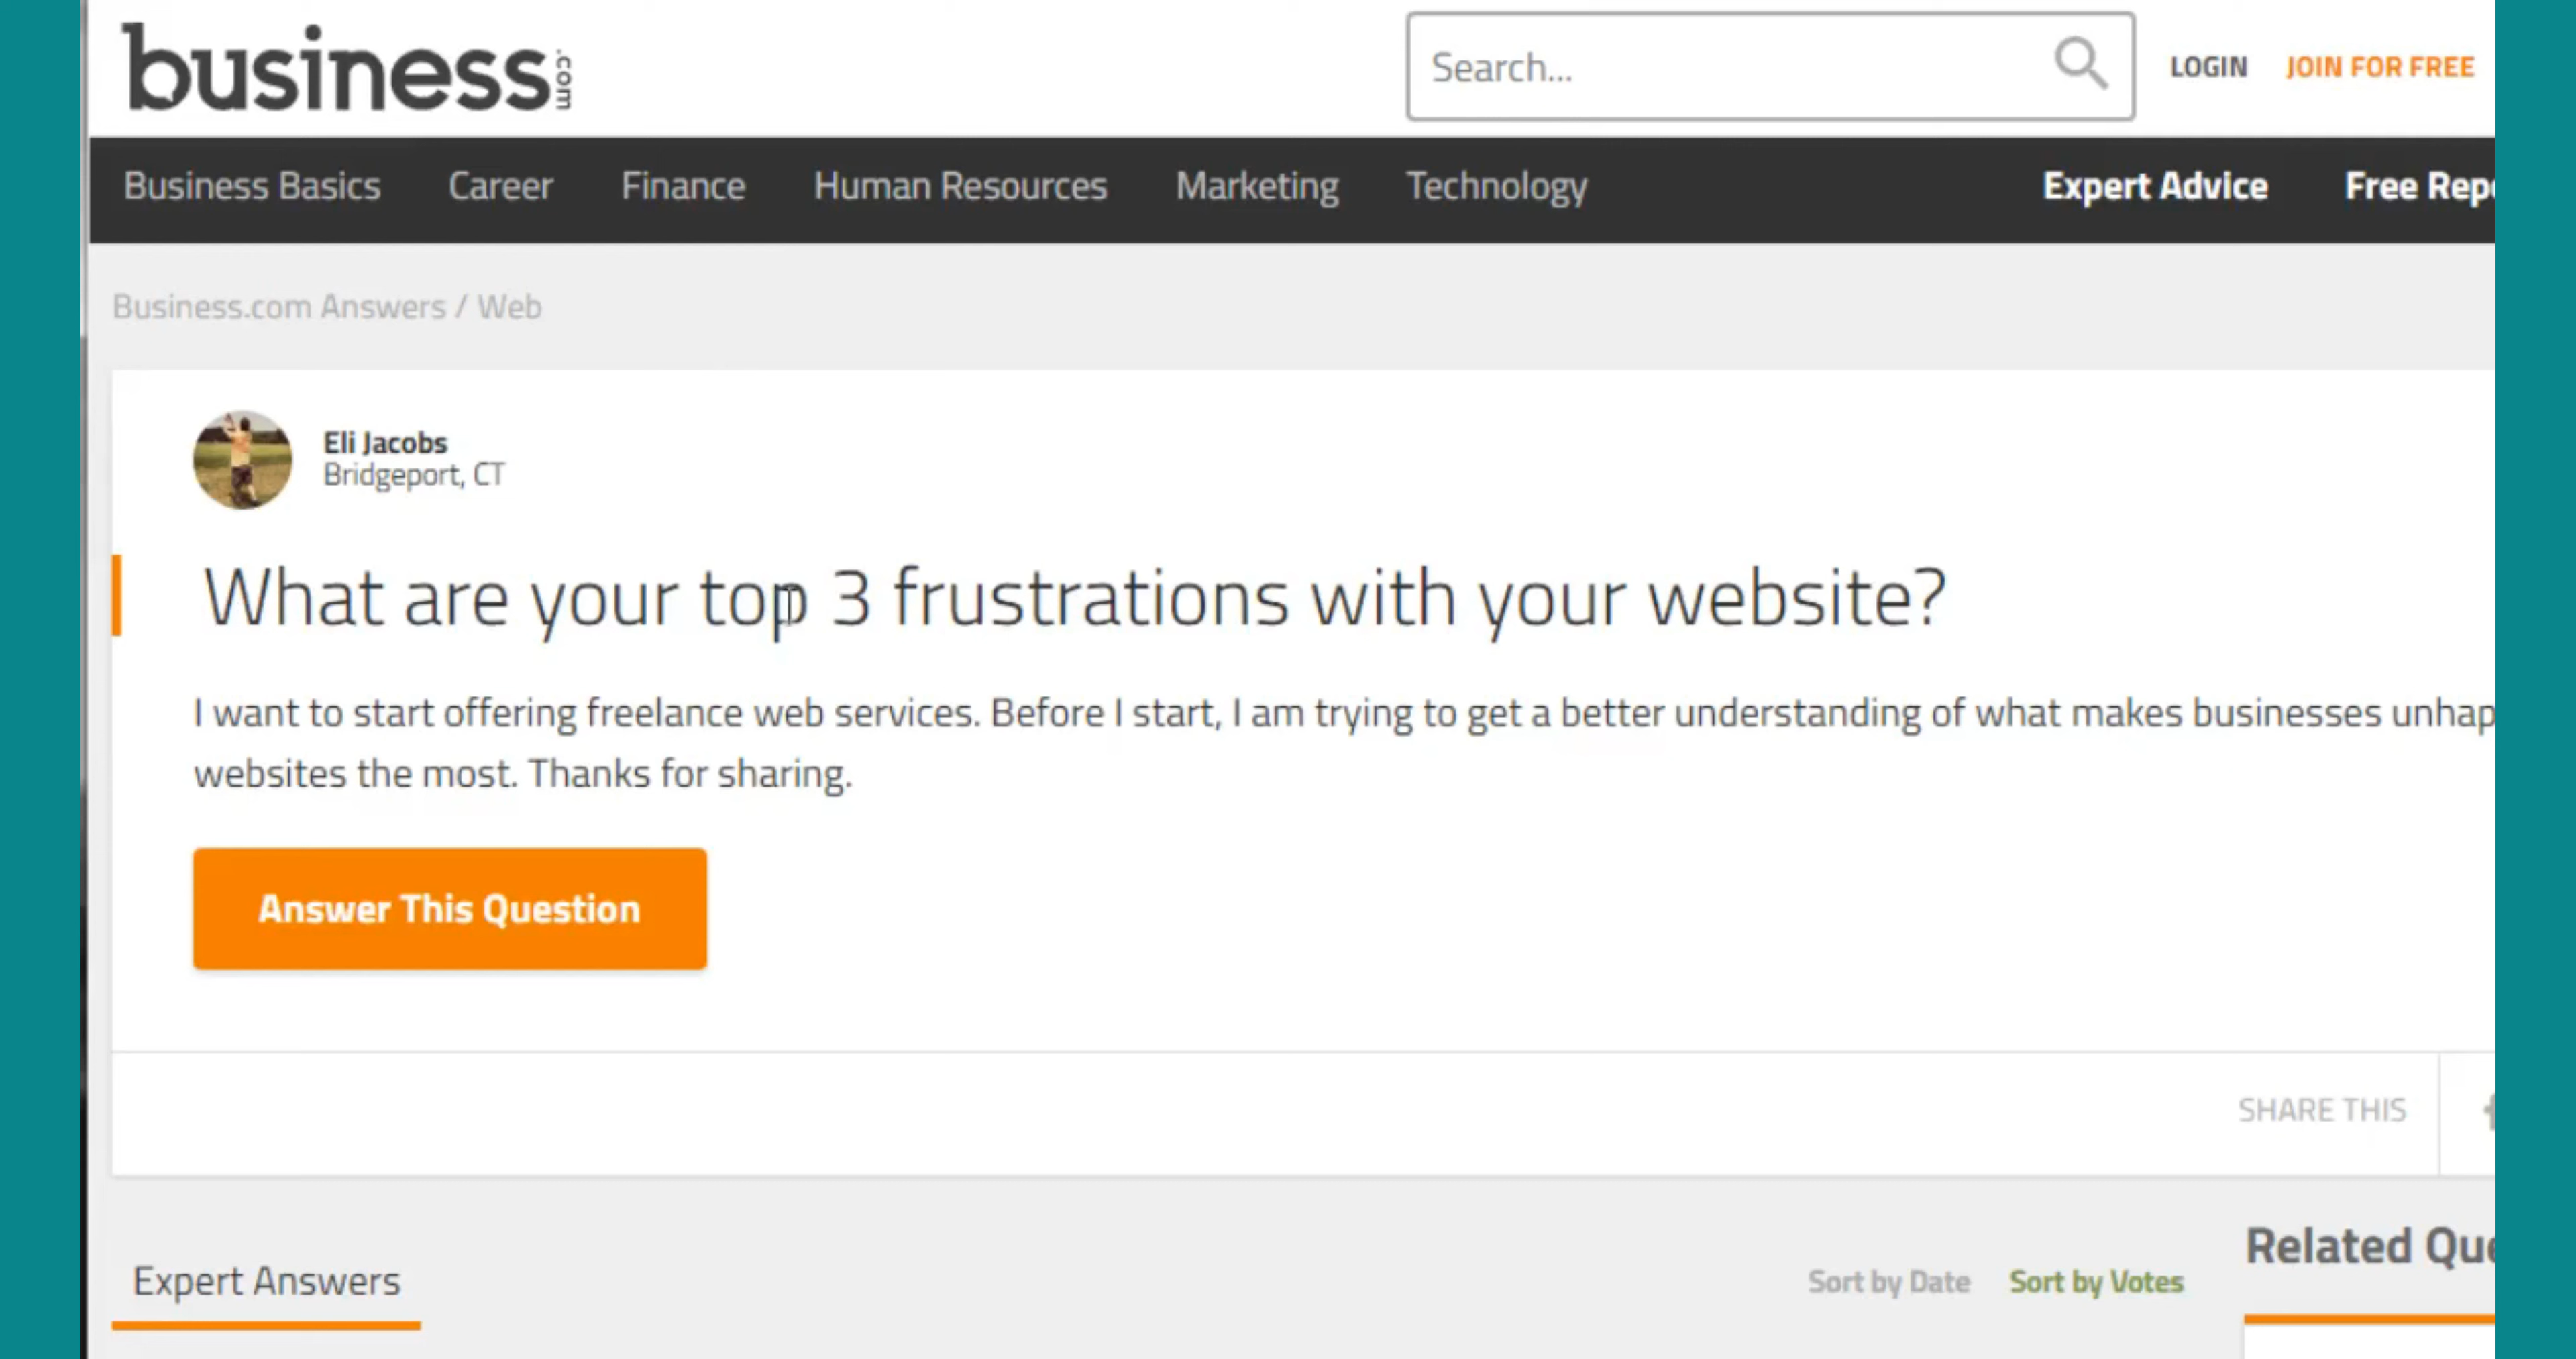 business.com
Search...
LOGIN
JOIN FOR FREE
Business Basics
Career
Finance
Human Resources
Marketing
Technology
Expert Advice
Free
Business.com Answers / Web
Eli Jacobs
Bridgeport, CT
What are your top 3 frustrations with your website?
I want to start offering freelance web services. Before I start, I am trying to get a better understanding of what makes businesses
websites the most. Thanks for sharing.
Answer This Question
SHARE THIS
Expert Answers
Sort by Date
Sort by Votes
Related